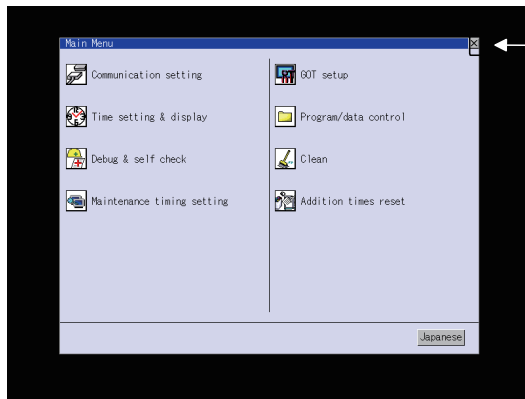 Main Menu
Communication setting
Time setting & display
Debug & self check
Maintenance timing setting
GOT setup
Program/data control
Clean
Addition times reset
Japanese